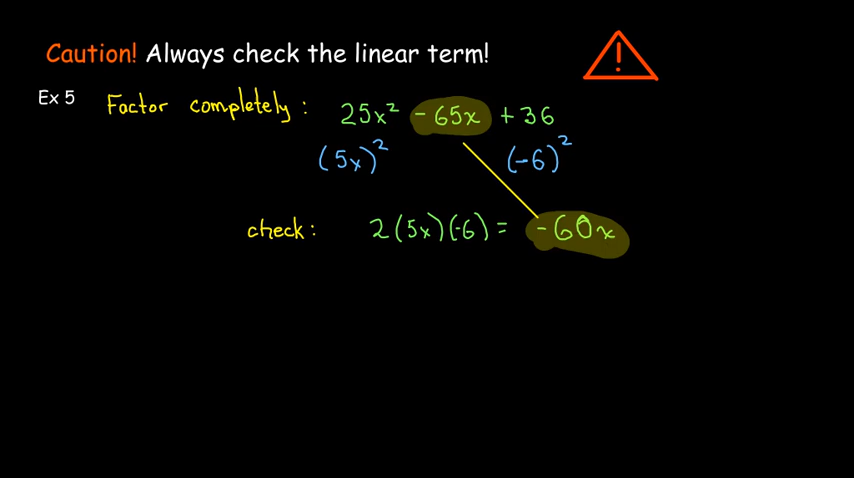 Caution! Always check the linear term!
Ex 5 Factor completely: 25x² - 65x + 36
(5x)² (-6)²
check: 2(5x)(-6) = -60x